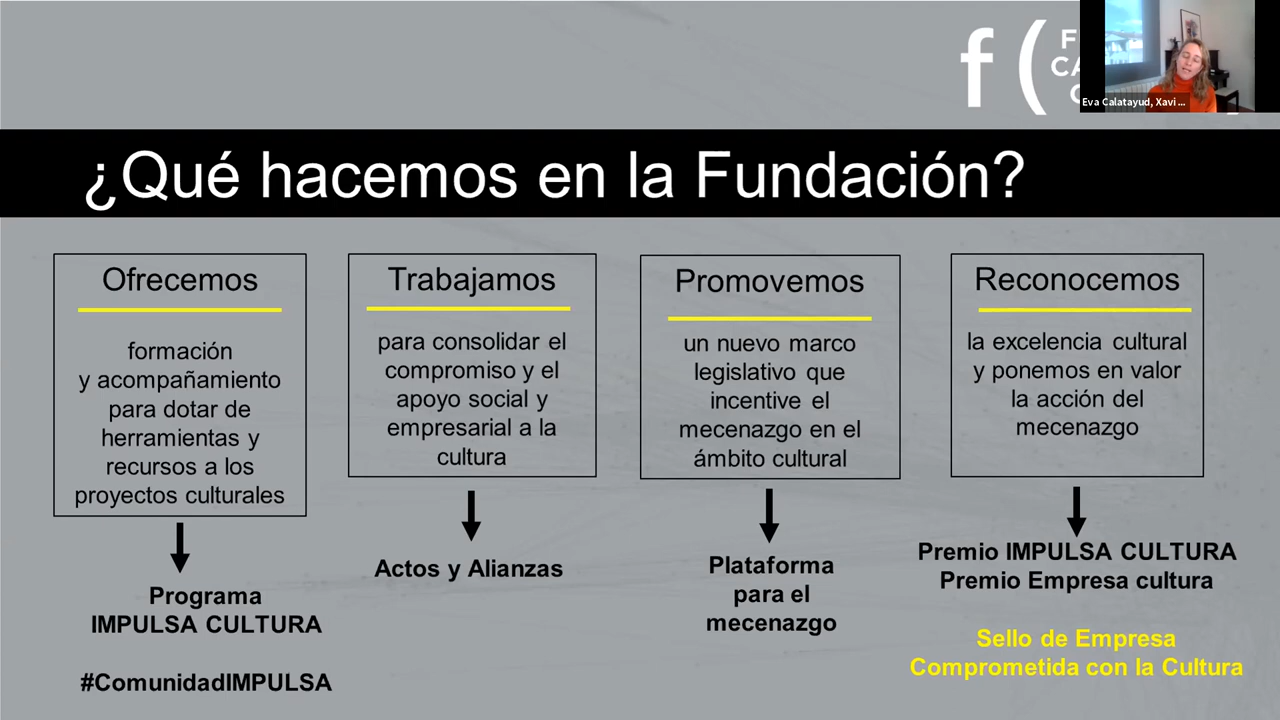 f (
Eva Calatayud, Xavi ...
¿Qué hacemos en la Fundación?
Ofrecemos
formación
y acompañamiento
para dotar de
herramientas y
recursos a los
proyectos culturales
Programa
IMPULSA CULTURA
#ComunidadIMPULSA
Trabajamos
para consolidar el
compromiso y el
apoyo social y
empresarial a la
cultura
Actos y Alianzas
Promovemos
un nuevo marco
legislativo que
incentive el
mecenazgo en el
ámbito cultural
Plataforma
para el
mecenazgo
Reconocemos
la excelencia cultural
y ponemos en valor
la acción del
mecenazgo
Premio IMPULSA CULTURA
Premio Empresa cultura
Sello de Empresa
Comprometida con la Cultura